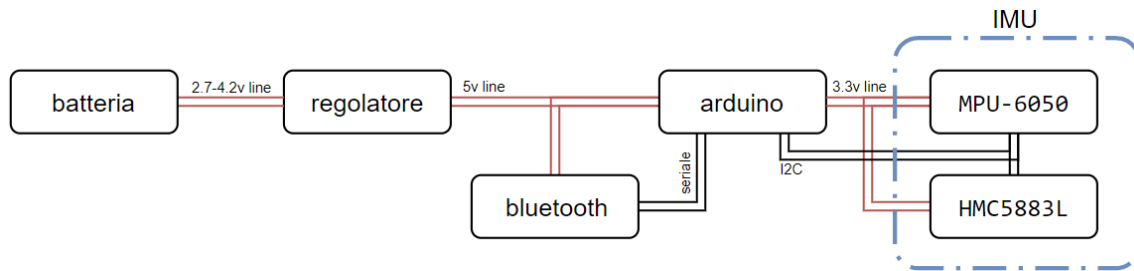 IMU
batteria
2.7-4.2v line
regolatore
5v line
arduino
3.3v line
MPU-6050
seriale
I2C
bluetooth
HMC5883L